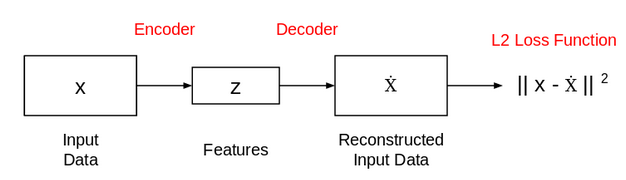 Encoder
Decoder
L2 Loss Function
x
z
Ẋ
|| x - Ẋ || ²
Input
Data
Features
Reconstructed
Input Data